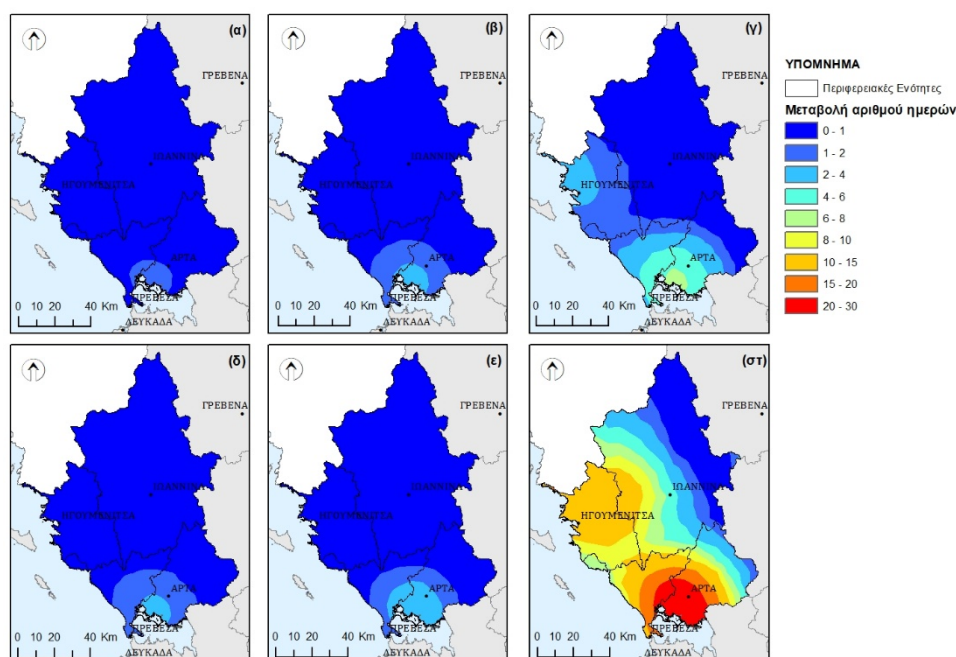 (α)
ΓΡΕΒΕΝΑ
ΙΩΑΝΝΙΝΑ
ΗΓΟΥΜΕΝΙΤΣΑ
ΑΡΤΑ
ΠΡΕΒΕΖΑ
0 10 20 40 Km
ΛΕΥΚΑΔΑ
(β)
ΓΡΕΒΕΝΑ
ΙΩΑΝΝΙΝΑ
ΗΓΟΥΜΕΝΙΤΣΑ
ΑΡΤΑ
ΠΡΕΒΕΖΑ
0 10 20 40 Km
ΛΕΥΚΑΔΑ
(γ)
ΓΡΕΒΕΝΑ
ΙΩΑΝΝΙΝΑ
ΗΓΟΥΜΕΝΙΤΣΑ
ΑΡΤΑ
ΠΡΕΒΕΖΑ
0 10 20 40 Km
ΛΕΥΚΑΔΑ
ΥΠΟΜΝΗΜΑ
Περιφερειακές Ενότητες
Μεταβολή αριθμού ημερών
0 - 1
1 - 2
2 - 4
4 - 6
6 - 8
8 - 10
10 - 15
15 - 20
20 - 30
(δ)
ΓΡΕΒΕΝΑ
ΙΩΑΝΝΙΝΑ
ΗΓΟΥΜΕΝΙΤΣΑ
ΑΡΤΑ
ΠΡΕΒΕΖΑ
0 10 20 40 Km
ΛΕΥΚΑΔΑ
(ε)
ΓΡΕΒΕΝΑ
ΙΩΑΝΝΙΝΑ
ΗΓΟΥΜΕΝΙΤΣΑ
ΑΡΤΑ
ΠΡΕΒΕΖΑ
0 10 20 40 Km
ΛΕΥΚΑΔΑ
(στ)
ΓΡΕΒΕΝΑ
ΙΩΑΝΝΙΝΑ
ΗΓΟΥΜΕΝΙΤΣΑ
ΑΡΤΑ
ΠΡΕΒΕΖΑ
0 10 20 40 Km
ΛΕΥΚΑΔΑ